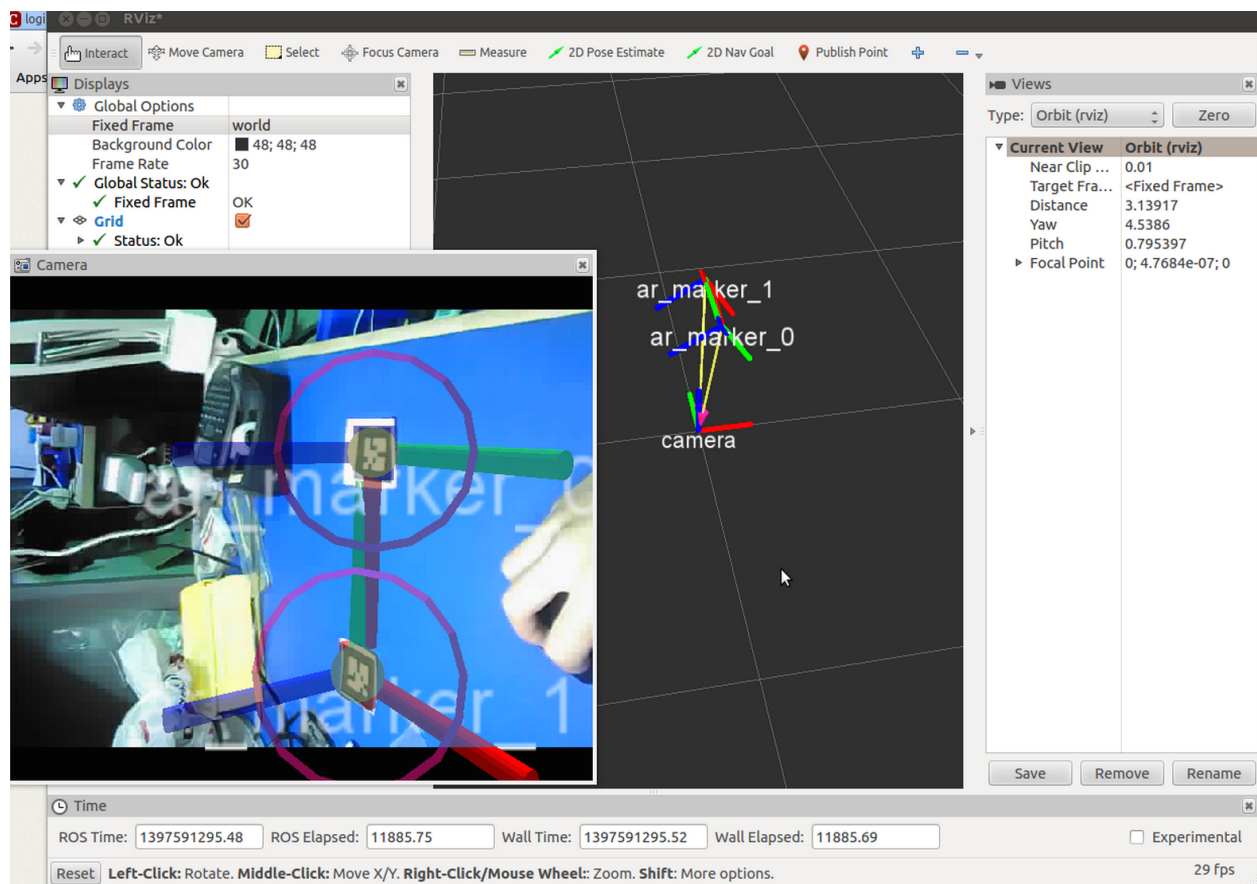 logi
RViz*
Interact Move Camera Select Focus Camera Measure 2D Pose Estimate 2D Nav Goal Publish Point
Apps
Displays
Global Options
Fixed Frame world
Background Color 48; 48; 48
Frame Rate 30
Global Status: Ok
Fixed Frame OK
Grid
Status: Ok
Camera
ar_marker_0
ar_marker_1
ar_marker_1
ar_marker_0
camera
Views
Type: Orbit (rviz) Zero
Current View Orbit (rviz)
Near Clip ... 0.01
Target Fra... <Fixed Frame>
Distance 3.13917
Yaw 4.5386
Pitch 0.795397
Focal Point 0; 4.7684e-07; 0
Save Remove Rename
Time
ROS Time: 1397591295.48 ROS Elapsed: 11885.75 Wall Time: 1397591295.52 Wall Elapsed: 11885.69 Experimental
Reset Left-Click: Rotate. Middle-Click: Move X/Y. Right-Click/Mouse Wheel:: Zoom. Shift: More options. 29 fps